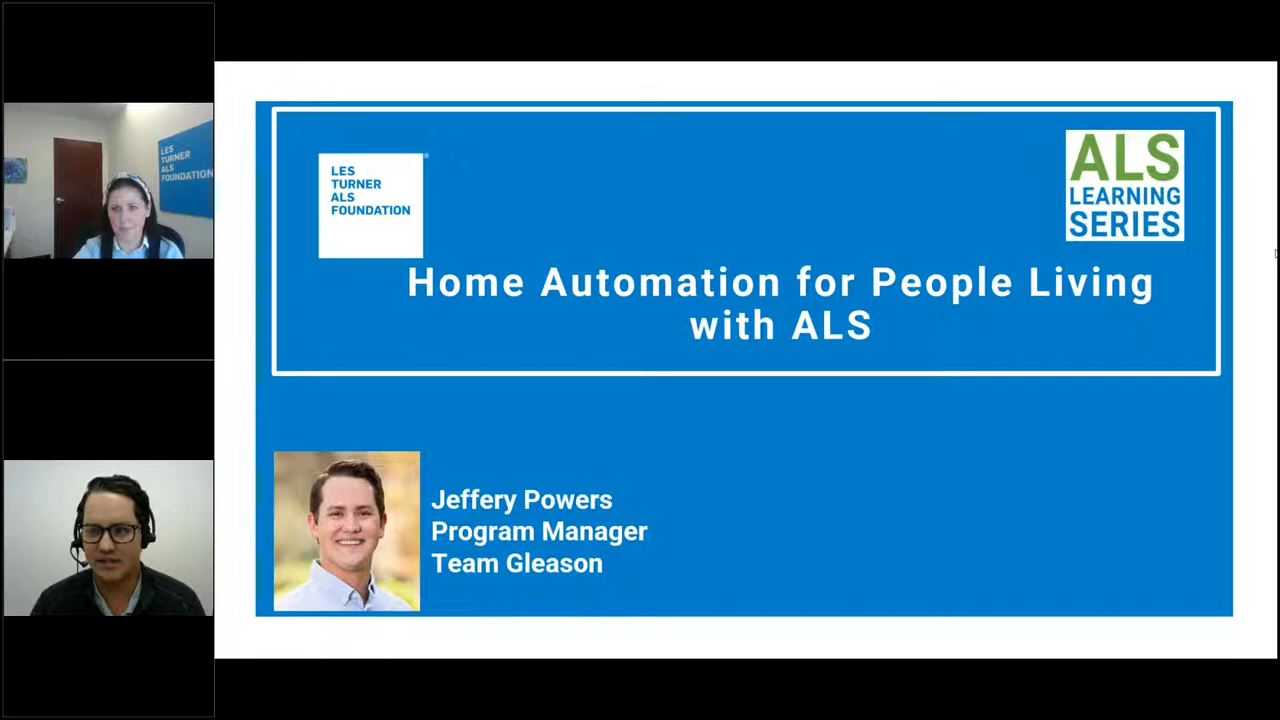 LES
TURNER
ALS
FOUNDATION
LES
TURNER
ALS
FOUNDATION
ALS
LEARNING
SERIES
Home Automation for People Living
with ALS
Jeffery Powers
Program Manager
Team Gleason